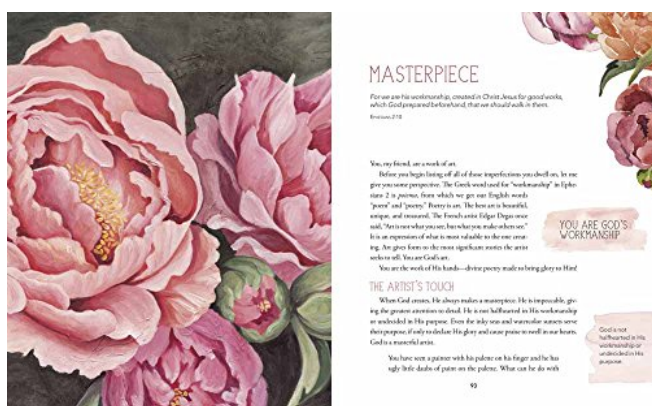 MASTERPIECE
For we are his workmanship, created in Christ Jesus for good works,
which God prepared beforehand, that we should walk in them.
Ephesians 2:10
You, my friend, are a work of art.
Before you begin listing off all of those imperfections you dwell on, let me
give you some perspective. The Greek word used for "workmanship" in Ephe-
sians 2 is poiema, from which we get our English words
"poem" and "poetry." Poetry is art. The best art is beautiful,
unique, and treasured. The French artist Edgar Degas once
said, "Art is not what you see, but what you make others see."
It is an expression of what is most valuable to the one creat-
ing. Art gives form to the most significant stories the artist
seeks to tell. You are God's art.
You are the work of His hands—divine poetry made to bring glory to Him!
YOU ARE GOD'S
WORKMANSHIP
THE ARTIST'S TOUCH
When God creates, He always makes a masterpiece. He is impeccable, giv-
ing the greatest attention to detail. He is not halfhearted in His workmanship
or undecided in His purpose. Even the inky seas and watercolor sunsets serve
their purpose, if only to declare His glory and cause praise to swell in our hearts.
God is a masterful artist.
God is not
halfhearted in His
workmanship or
undecided in His
purpose.
You have seen a painter with his palette on his finger and he has
ugly little daubs of paint on the palette. What can he do with
93